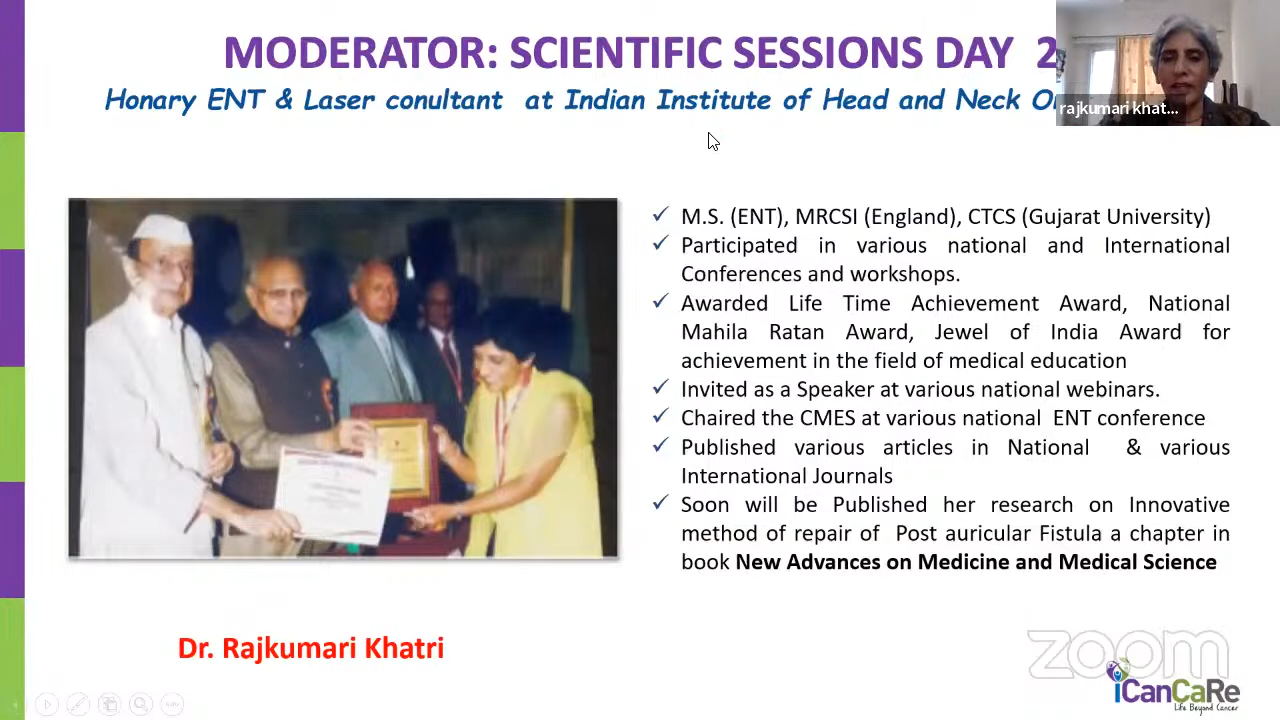 MODERATOR: SCIENTIFIC SESSIONS DAY 2
Honary ENT & Laser conultant at Indian Institute of Head and Neck
rajkumari khat...
✓ M.S. (ENT), MRCSI (England), CTCS (Gujarat University)
✓ Participated in various national and International
Conferences and workshops.
✓ Awarded Life Time Achievement Award, National
Mahila Ratan Award, Jewel of India Award for
achievement in the field of medical education
✓ Invited as a Speaker at various national webinars.
✓ Chaired the CMES at various national ENT conference
✓ Published various articles in National & various
International Journals
✓ Soon will be Published her research on Innovative
method of repair of Post auricular Fistula a chapter in
book New Advances on Medicine and Medical Science
Dr. Rajkumari Khatri
zoom
iCanCaRe
Life Beyond Cancer